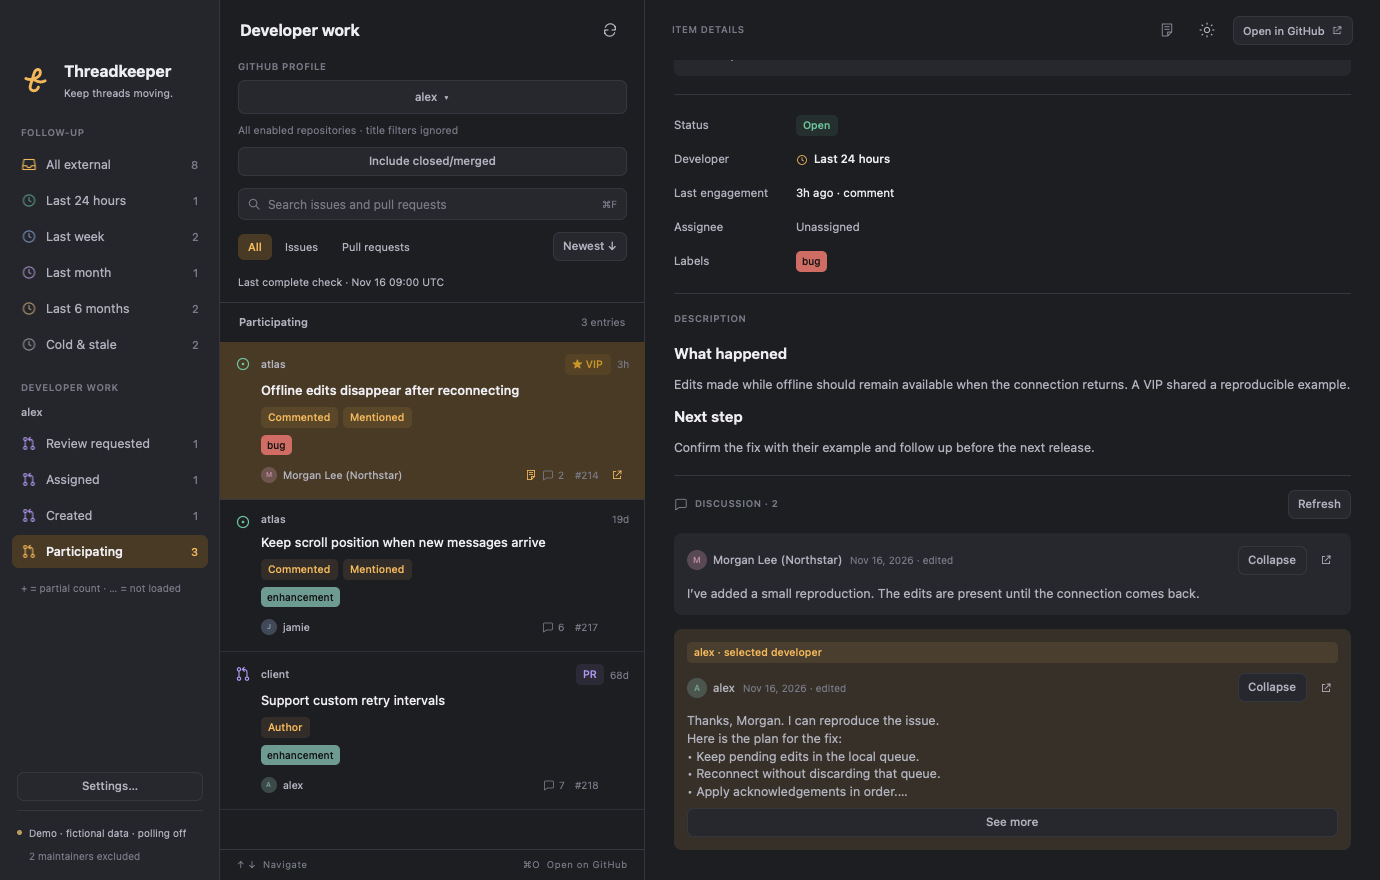 Threadkeeper
Keep threads moving.
FOLLOW-UP
All external 8
Last 24 hours 1
Last week 2
Last month 1
Last 6 months 2
Cold & stale 2
DEVELOPER WORK
alex
Review requested 1
Assigned 1
Created 1
Participating 3
+ = partial count · … = not loaded
Settings...
Demo · fictional data · polling off
2 maintainers excluded
Developer work
GITHUB PROFILE
alex ▾
All enabled repositories · title filters ignored
Include closed/merged
Search issues and pull requests ⌘F
All Issues Pull requests Newest ↓
Last complete check · Nov 16 09:00 UTC
Participating 3 entries
atlas ★ VIP 3h
Offline edits disappear after reconnecting
Commented Mentioned
bug
M Morgan Lee (Northstar) 2 #214
atlas 19d
Keep scroll position when new messages arrive
Commented Mentioned
enhancement
J jamie 6 #217
client PR 68d
Support custom retry intervals
Author
enhancement
A alex 7 #218
↑ ↓ Navigate ⌘O Open on GitHub
ITEM DETAILS Open in GitHub
Status Open
Developer Last 24 hours
Last engagement 3h ago · comment
Assignee Unassigned
Labels bug
DESCRIPTION
What happened
Edits made while offline should remain available when the connection returns. A VIP shared a reproducible example.
Next step
Confirm the fix with their example and follow up before the next release.
DISCUSSION · 2 Refresh
M Morgan Lee (Northstar) Nov 16, 2026 · edited Collapse
I've added a small reproduction. The edits are present until the connection comes back.
alex · selected developer
A alex Nov 16, 2026 · edited Collapse
Thanks, Morgan. I can reproduce the issue.
Here is the plan for the fix:
• Keep pending edits in the local queue.
• Reconnect without discarding that queue.
• Apply acknowledgements in order....
See more